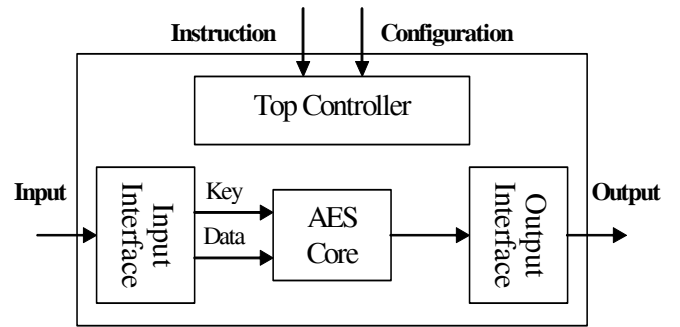 Instruction
Configuration
Top Controller
Input
Input
Interface
Key
Data
AES
Core
Output
Interface
Output